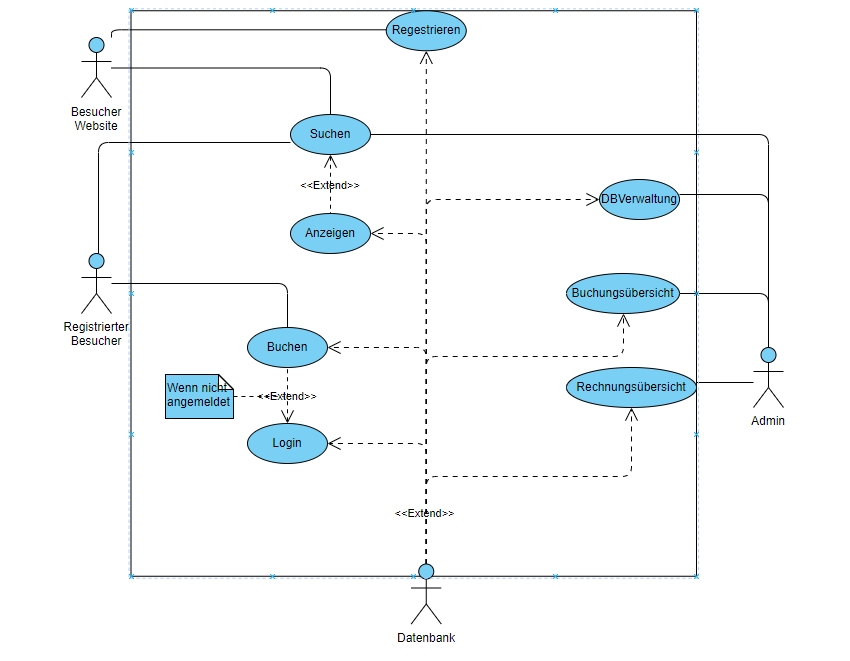 Regestrieren
Besucher
Website
Suchen
<<Extend>>
DBVerwaltung
Anzeigen
Registrierter
Besucher
Buchungsübersicht
Buchen
Wenn nicht
angemeldet
<<Extend>>
Rechnungsübersicht
Admin
Login
<<Extend>>
Datenbank